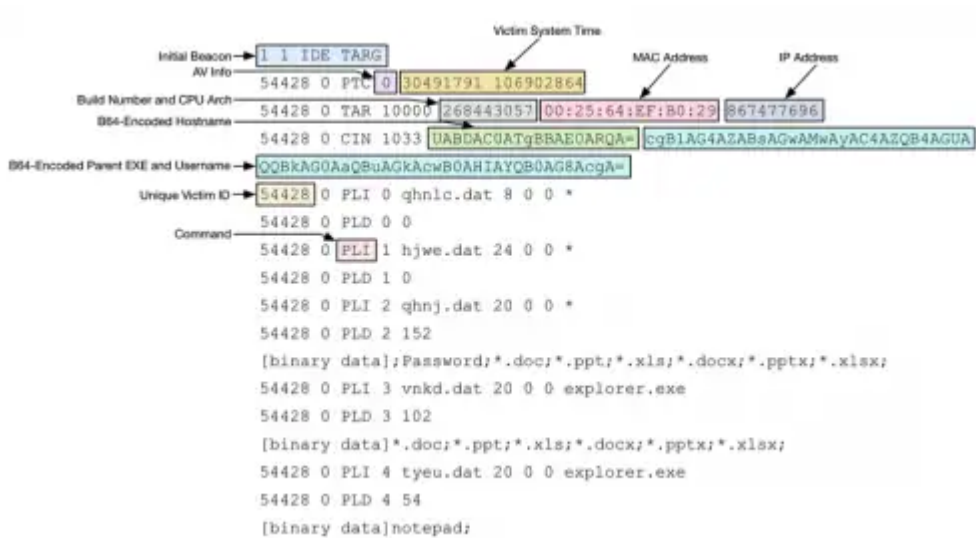 Victim System Time
Initial Beacon 1 1 IDE TARG MAC Address IP Address
AV Info 54428 0 PTC 0 30491791 106902864
Build Number and CPU Arch 54428 0 TAR 10000 268443057 00:25:64:EF:B0:29 867477696
B64-Encoded Hostname
54428 0 CIN 1033 UABDAC0ATgBBAE0ARQA= cgB1AG4AZABsAGwAMwAyAC4AZQB4AGUA
B64-Encoded Parent EXE and Username QQBkAG0AaQBuAGkAcwB0AHIAYQB0AG8AcgA=
Unique Victim ID 54428 0 PLI 0 qhnlc.dat 8 0 0 *
54428 0 PLD 0 0
Command
54428 0 PLI 1 hjwe.dat 24 0 0 *
54428 0 PLD 1 0
54428 0 PLI 2 qhnj.dat 20 0 0 *
54428 0 PLD 2 152
[binary data];Password;*.doc;*.ppt;*.xls;*.docx;*.pptx;*.xlsx;
54428 0 PLI 3 vnkd.dat 20 0 0 explorer.exe
54428 0 PLD 3 102
[binary data]*.doc;*.ppt;*.xls;*.docx;*.pptx;*.xlsx;
54428 0 PLI 4 tyeu.dat 20 0 0 explorer.exe
54428 0 PLD 4 54
[binary data]notepad;